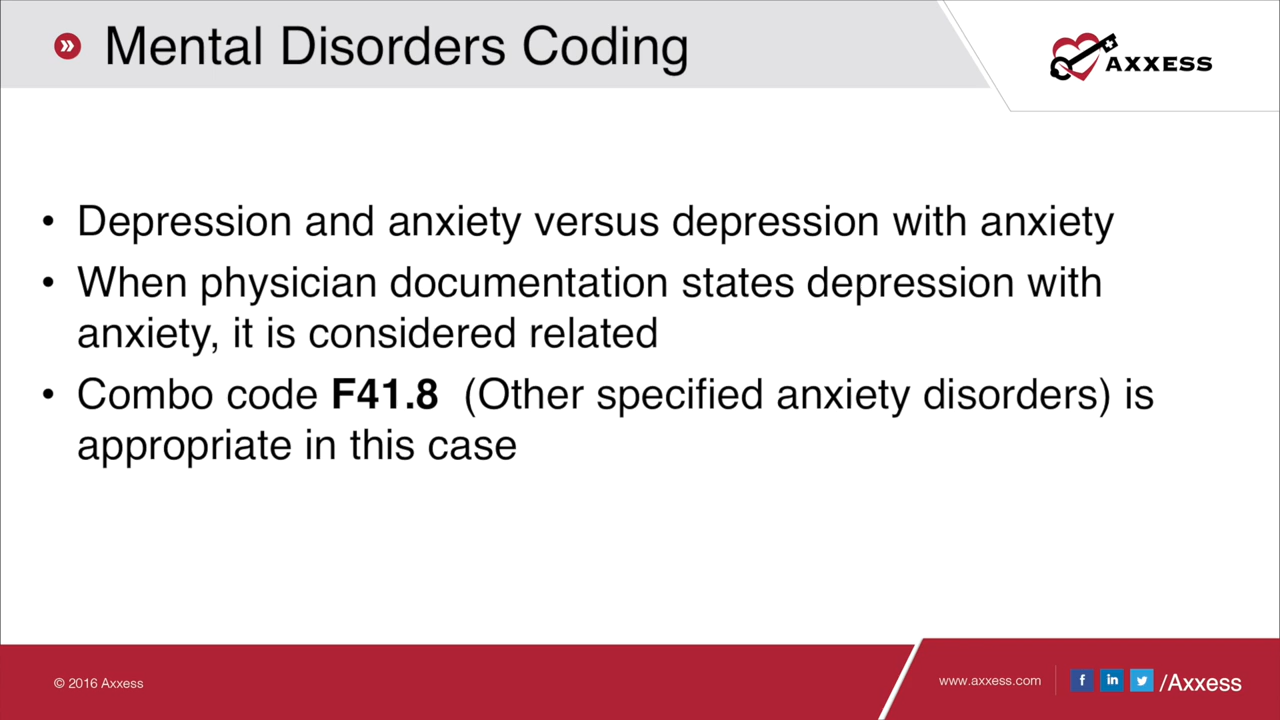 Mental Disorders Coding
AXXESS
• Depression and anxiety versus depression with anxiety
• When physician documentation states depression with
anxiety, it is considered related
• Combo code F41.8 (Other specified anxiety disorders) is
appropriate in this case
© 2016 Axxess
www.axxess.com
f in /Axxess